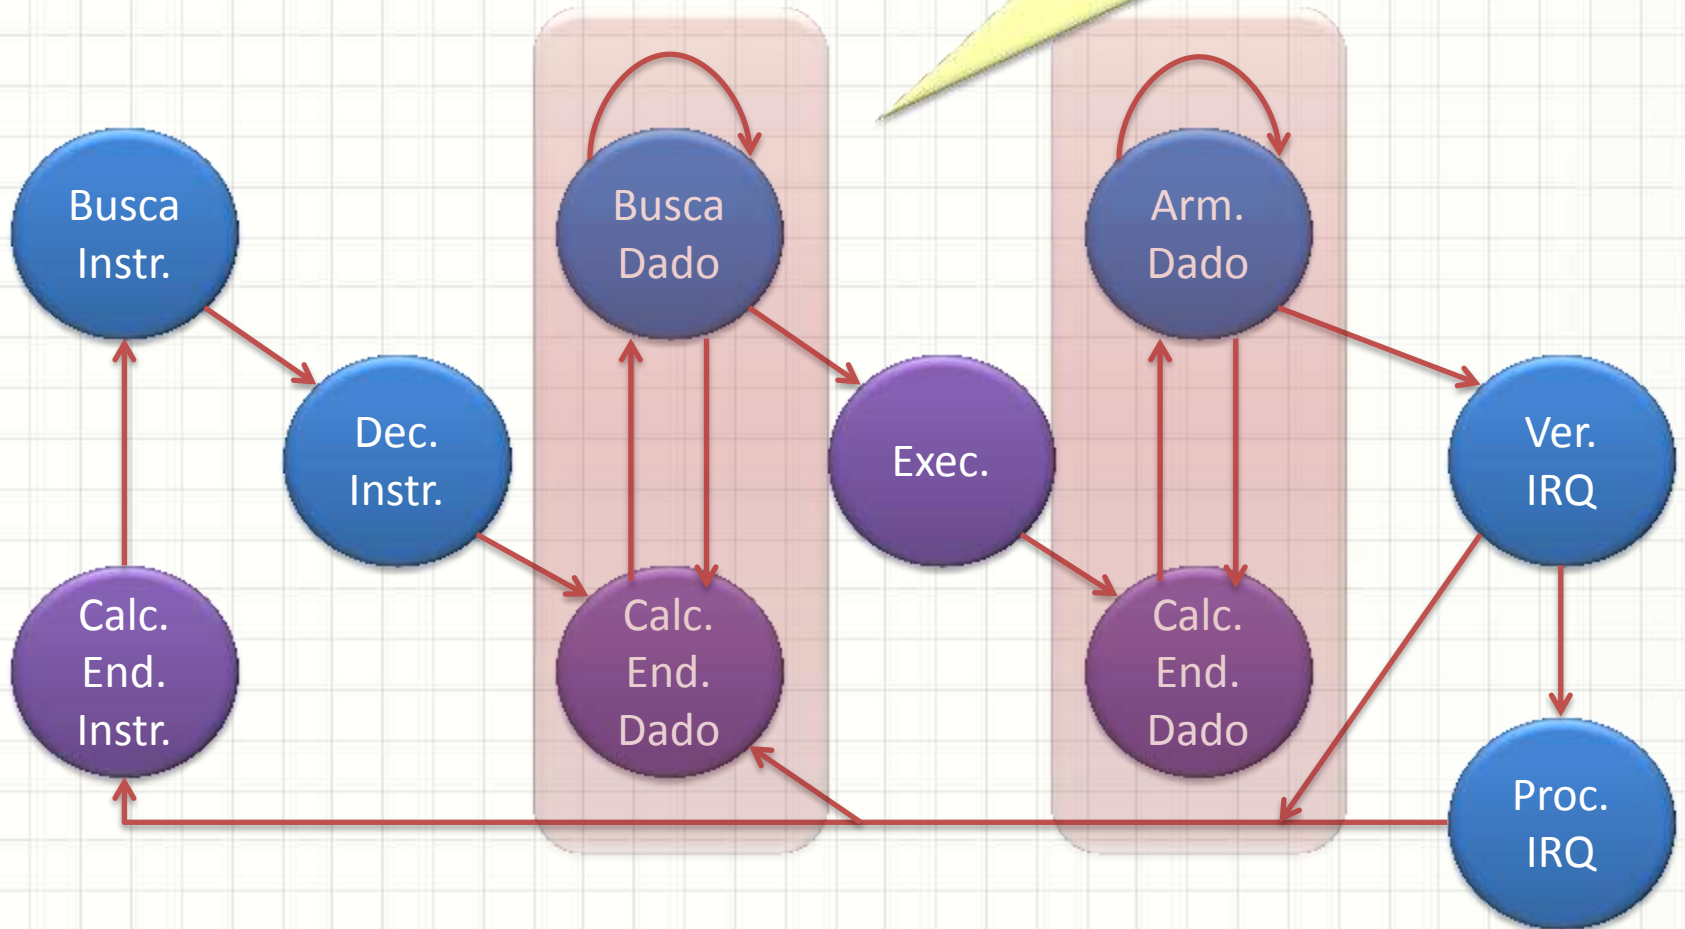 Busca
Instr.
Busca
Dado
Arm.
Dado
Dec.
Instr.
Exec.
Ver.
IRQ
Calc.
End.
Instr.
Calc.
End.
Dado
Calc.
End.
Dado
Proc.
IRQ